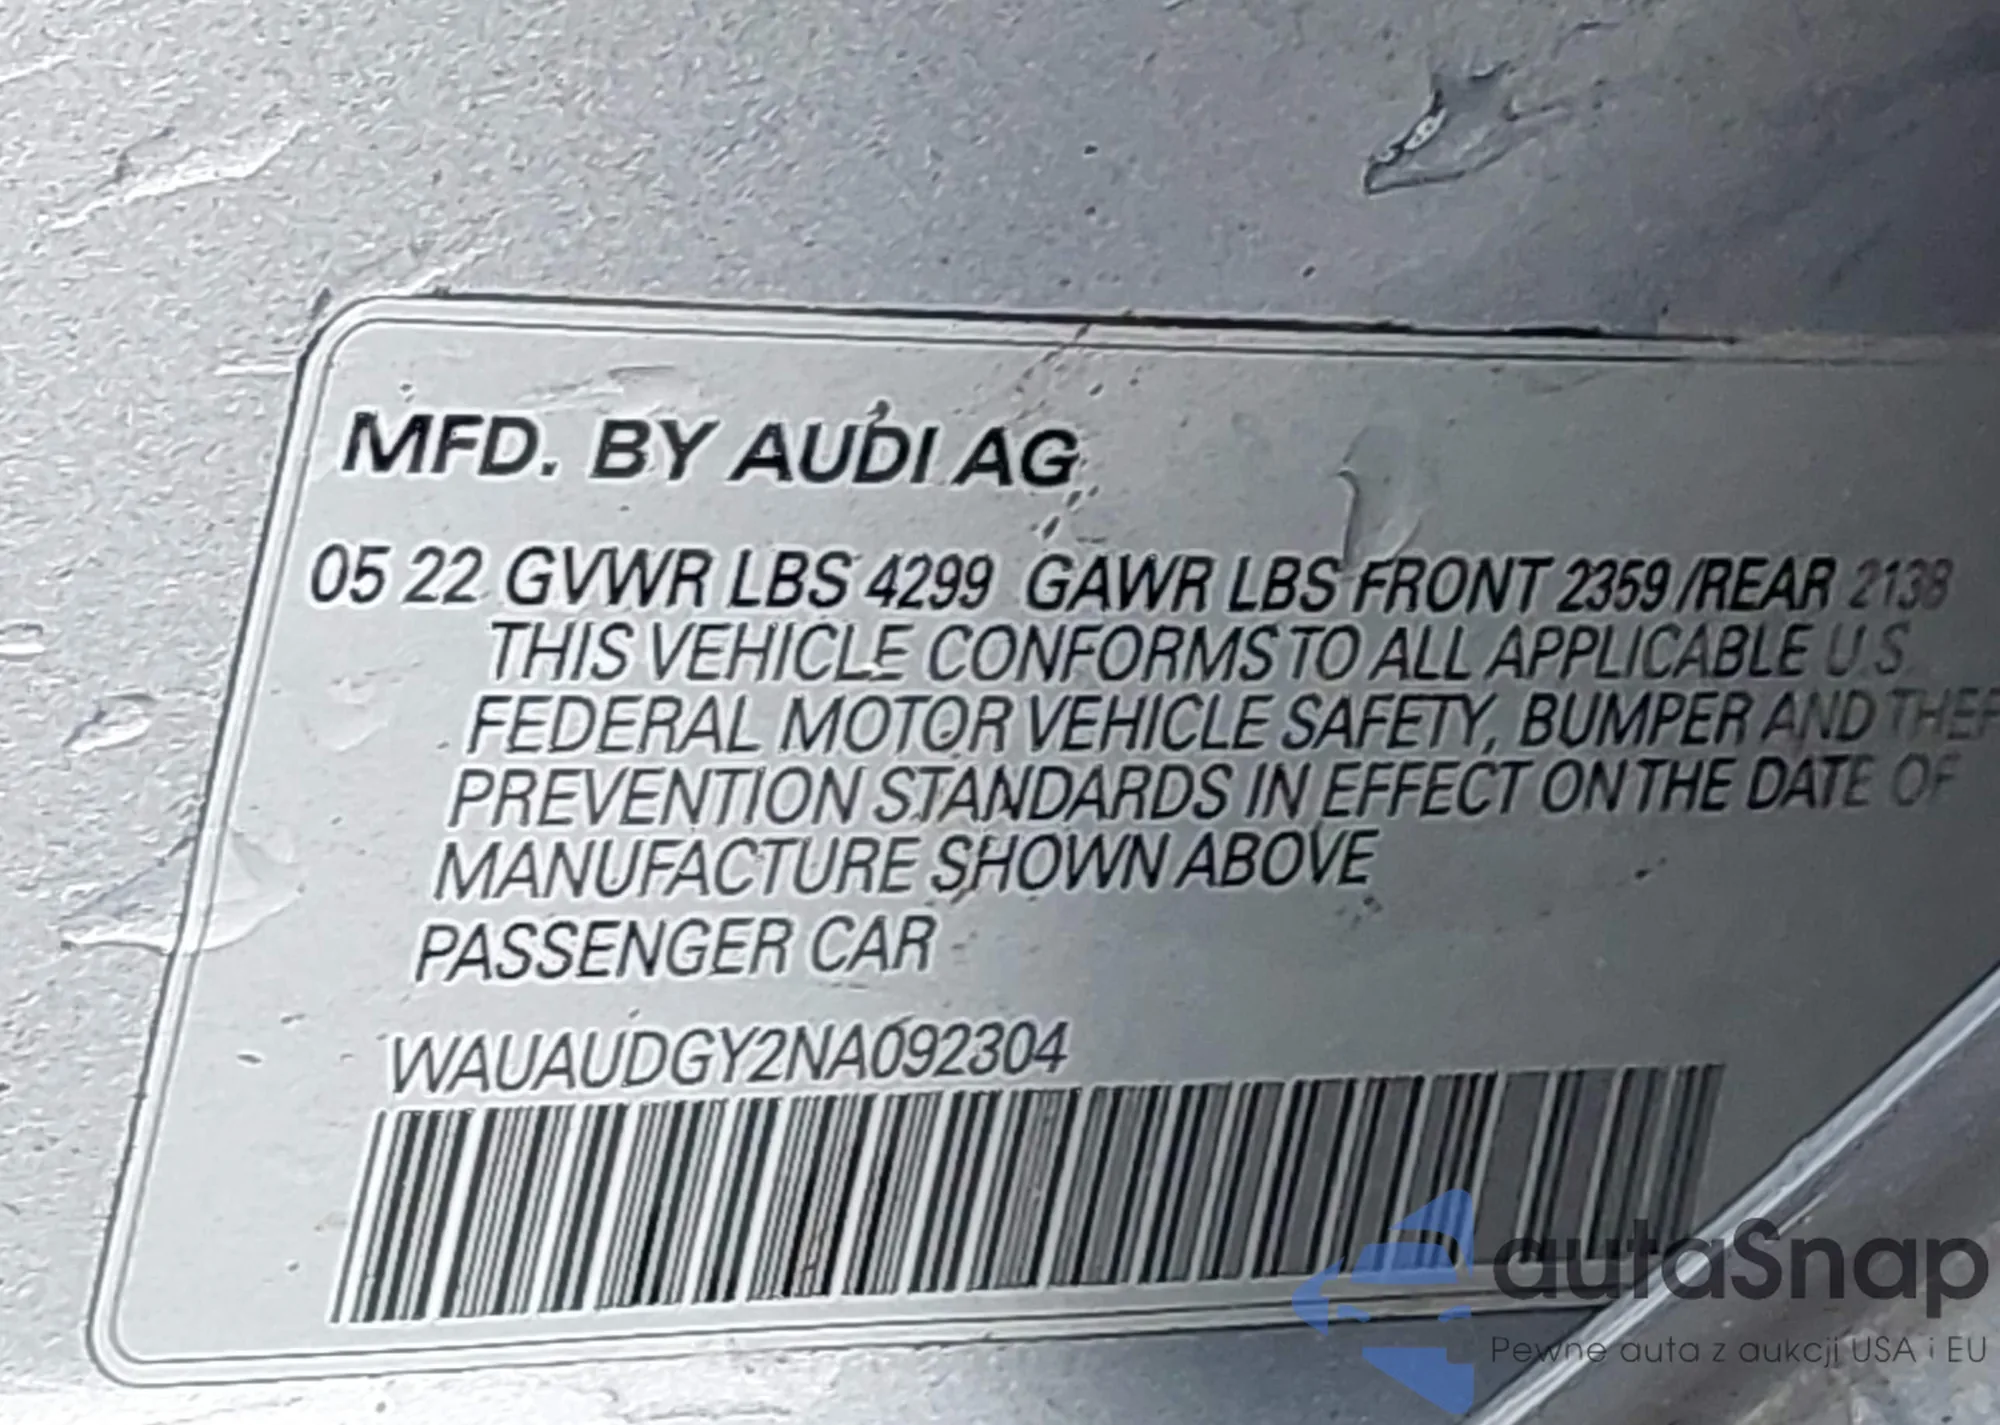 MFD. BY AUDI AG
05 22 GVWR LBS 4299 GAWR LBS FRONT 2359 /REAR 2138
THIS VEHICLE CONFORMS TO ALL APPLICABLE U.S.
FEDERAL MOTOR VEHICLE SAFETY, BUMPER AND THEF
PREVENTION STANDARDS IN EFFECT ON THE DATE OF
MANUFACTURE SHOWN ABOVE
PASSENGER CAR
WAUAUDGY2NA092304
autaSnap
Pewne auta z aukcji USA i EU